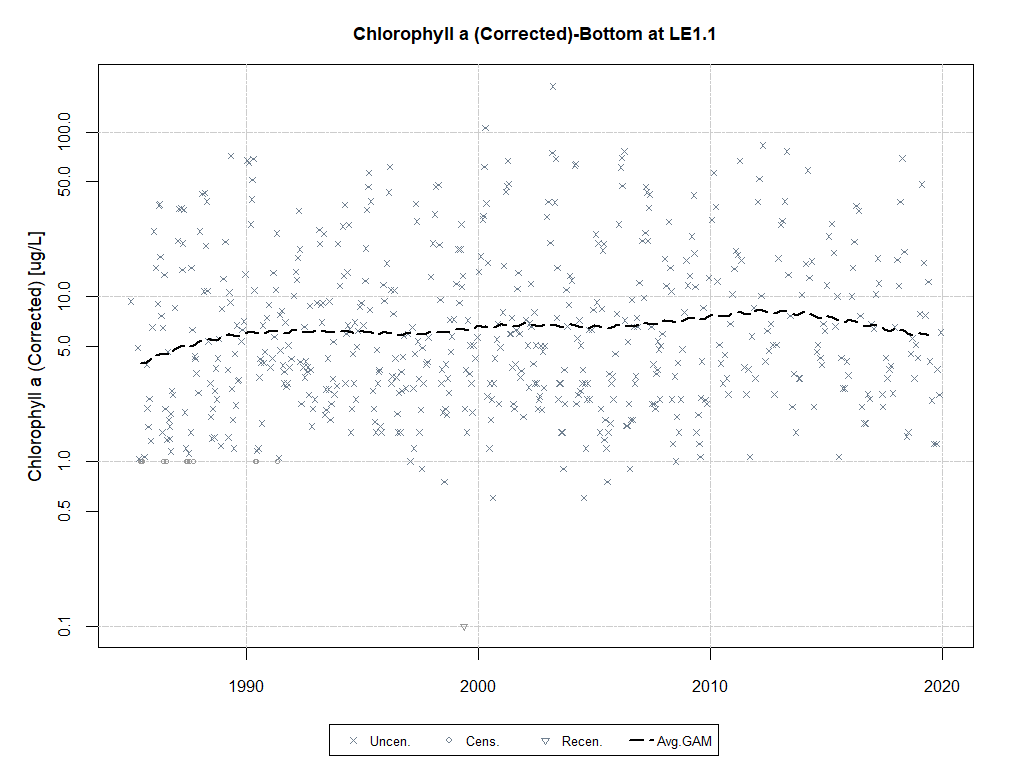 Chlorophyll a (Corrected)-Bottom at LE1.1
Chlorophyll a (Corrected) [ug/L]
100.0
50.0
10.0
5.0
1.0
0.5
0.1
1990 2000 2010 2020
Uncen. Cens. Recen. Avg.GAM